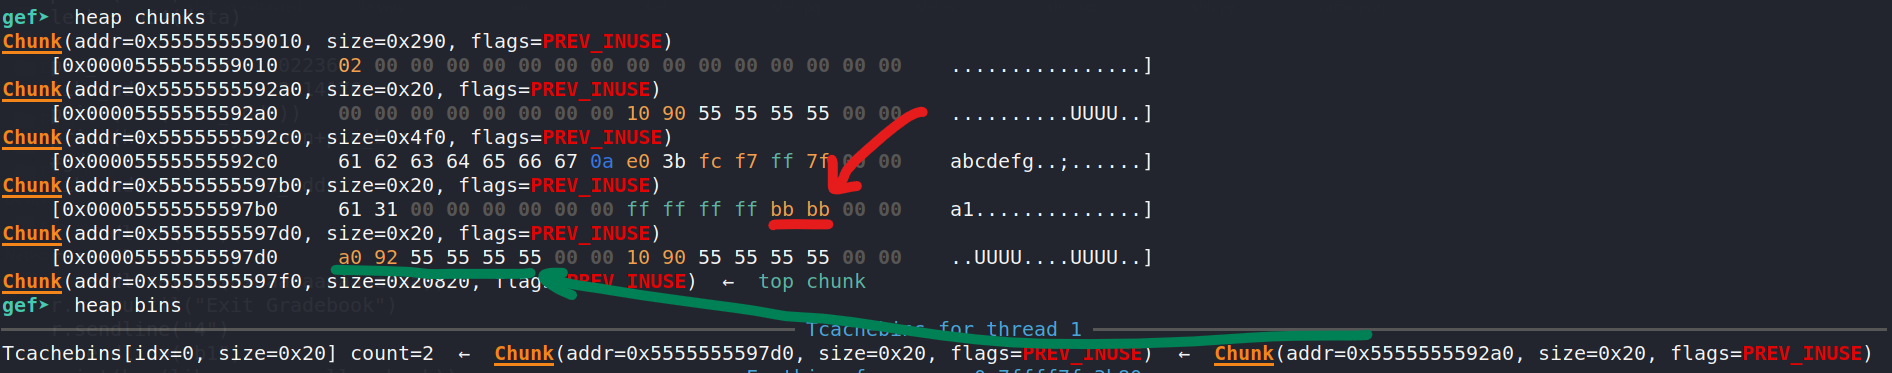 gef➤  heap chunks
Chunk(addr=0x555555559010, size=0x290, flags=PREV_INUSE)
    [0x0000555555559010     02 00 00 00 00 00 00 00 00 00 00 00 00 00 00 00    ................]
Chunk(addr=0x5555555592a0, size=0x20, flags=PREV_INUSE)
    [0x00005555555592a0     00 00 00 00 00 00 00 00 10 90 55 55 55 55 00 00    ..........UUUU..]
Chunk(addr=0x5555555592c0, size=0x4f0, flags=PREV_INUSE)
    [0x00005555555592c0     61 62 63 64 65 66 67 0a e0 3b fc f7 ff 7f 00 00    abcdefg..;......]
Chunk(addr=0x5555555597b0, size=0x20, flags=PREV_INUSE)
    [0x00005555555597b0     61 31 00 00 00 00 00 00 ff ff ff ff bb bb 00 00    a1..............]
Chunk(addr=0x5555555597d0, size=0x20, flags=PREV_INUSE)
    [0x00005555555597d0     a0 92 55 55 55 55 00 00 10 90 55 55 55 55 00 00    ..UUUU....UUUU..]
Chunk(addr=0x5555555597f0, size=0x20820, flags=PREV_INUSE)  ←  top chunk
gef➤  heap bins
Tcachebins for thread 1
Tcachebins[idx=0, size=0x20] count=2  ←  Chunk(addr=0x5555555597d0, size=0x20, flags=PREV_INUSE)  ←  Chunk(addr=0x5555555592a0, size=0x20, flags=PREV_INUSE)